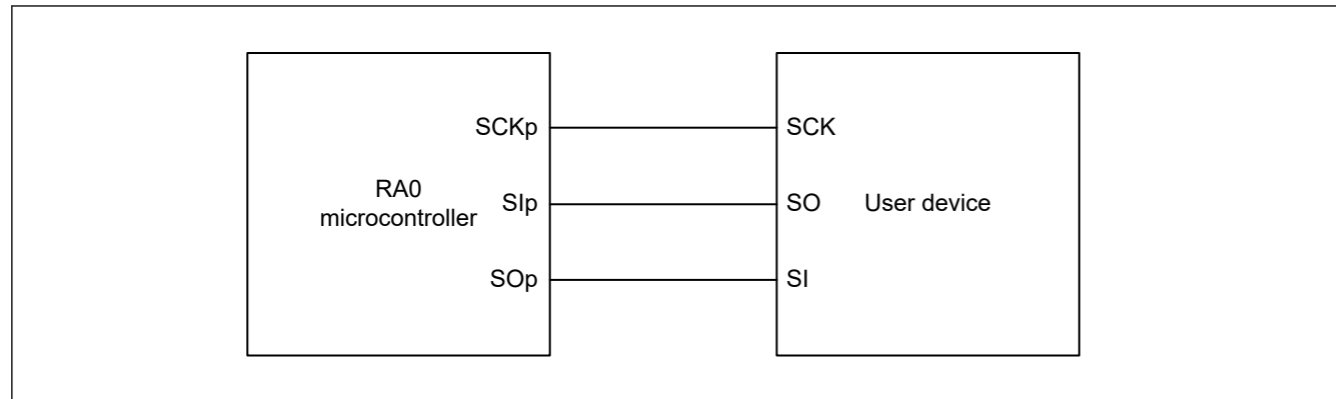 SCKp
SCK
RA0
microcontroller
SIp
SO
User device
SOp
SI